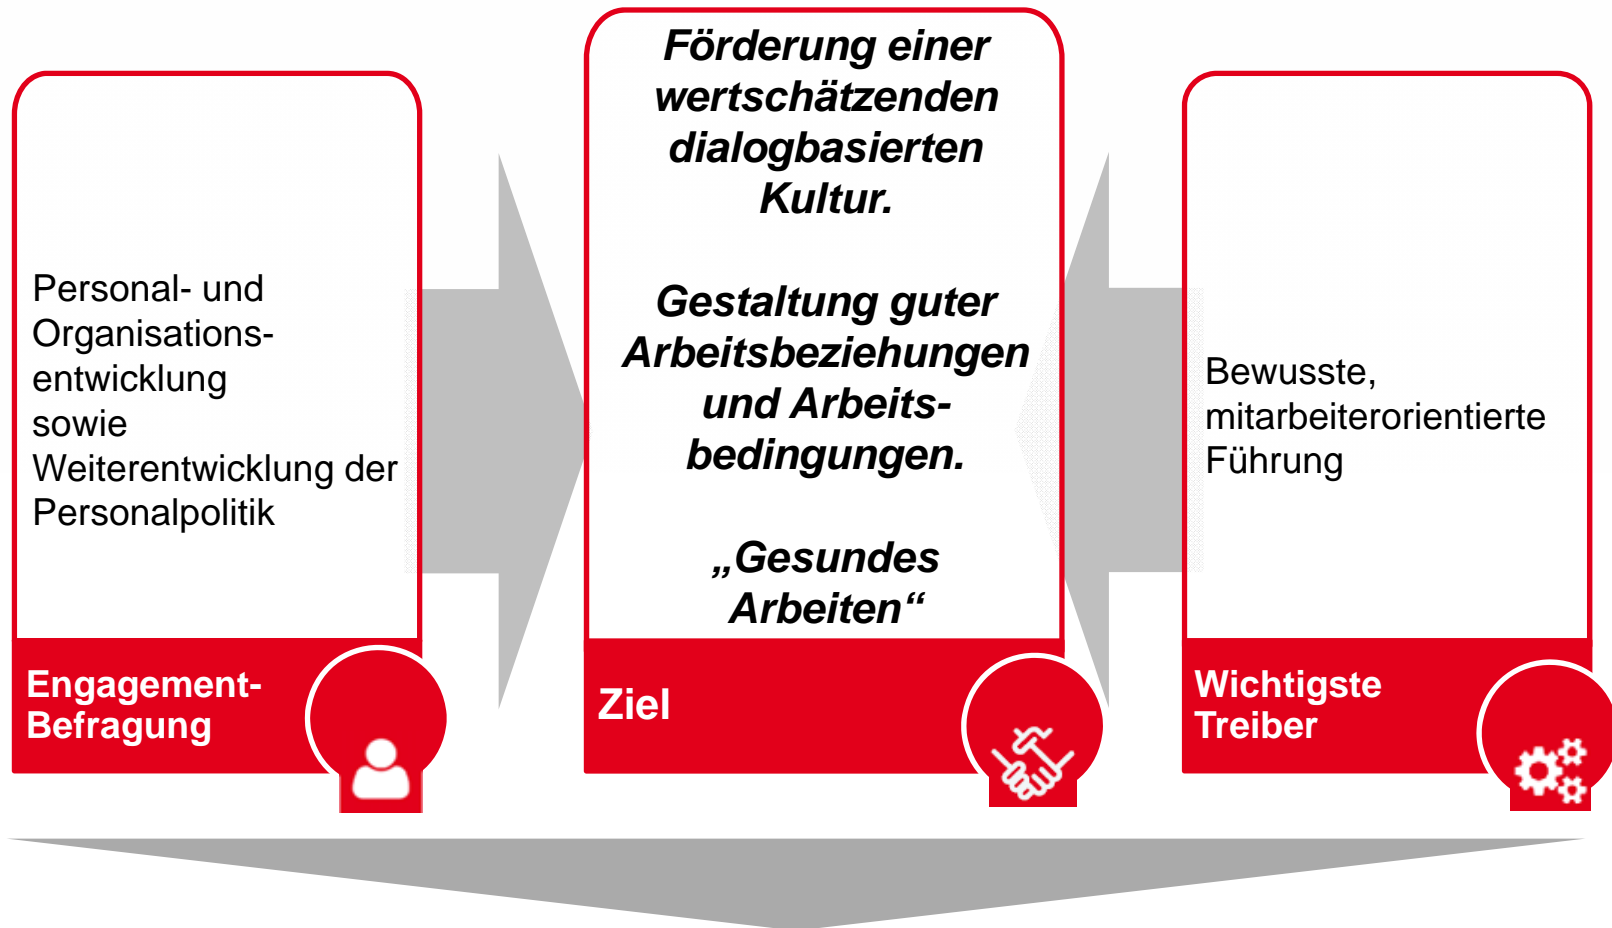 Personal- und
Organisations-
entwicklung
sowie
Weiterentwicklung der
Personalpolitik
Engagement-
Befragung
Förderung einer
wertschätzenden
dialogbasierten
Kultur.
Gestaltung guter
Arbeitsbeziehungen
und Arbeits-
bedingungen.
„Gesundes
Arbeiten“
Ziel
Bewusste,
mitarbeiterorientierte
Führung
Wichtigste
Treiber